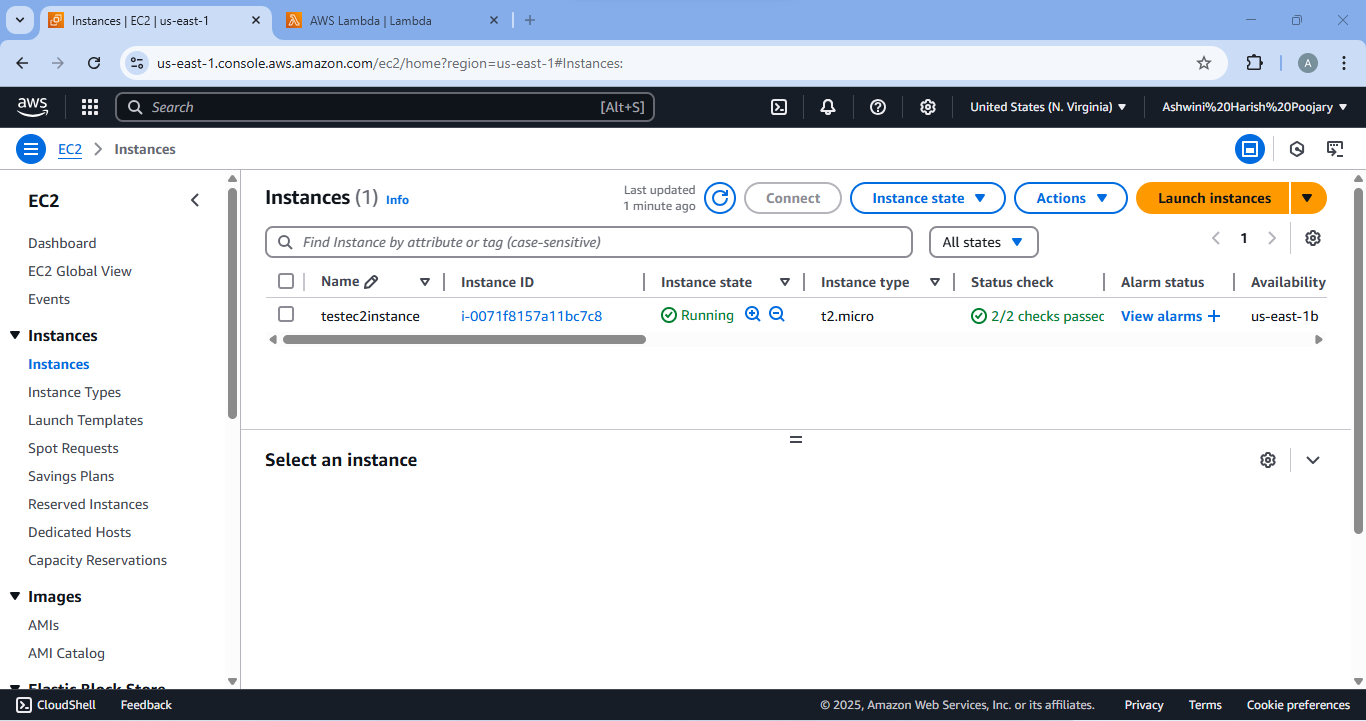 Instances | EC2 | us-east-1
AWS Lambda | Lambda
us-east-1.console.aws.amazon.com/ec2/home?region=us-east-1#Instances:
A
aws
Search
[Alt+S]
United States (N. Virginia)
Ashwini%20Harish%20Poojary
EC2
Instances
EC2
Dashboard
EC2 Global View
Events
Instances
Instances
Instance Types
Launch Templates
Spot Requests
Savings Plans
Reserved Instances
Dedicated Hosts
Capacity Reservations
Images
AMIs
AMI Catalog
Elastic Block Store
Instances (1) Info
Last updated
1 minute ago
Connect
Instance state
Actions
Launch instances
Find Instance by attribute or tag (case-sensitive)
All states
1
Name Instance ID Instance state Instance type Status check Alarm status Availability
testec2instance i-0071f8157a11bc7c8 Running t2.micro 2/2 checks passec View alarms + us-east-1b
Select an instance
CloudShell
Feedback
© 2025, Amazon Web Services, Inc. or its affiliates.
Privacy
Terms
Cookie preferences